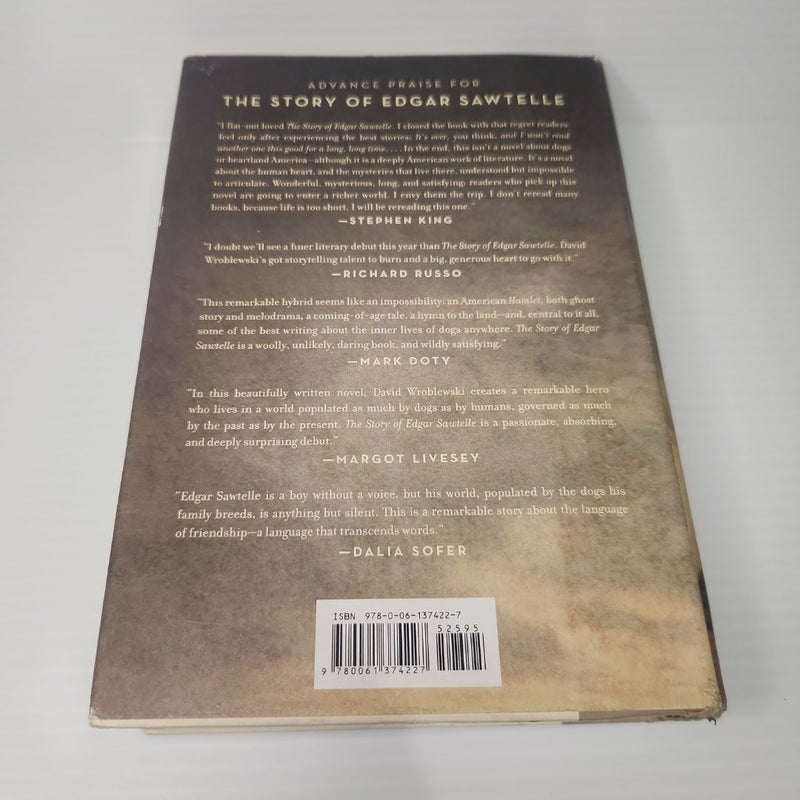 ADVANCE PRAISE FOR
THE STORY OF EDGAR SAWTELLE
"I flat-out loved The Story of Edgar Sawtelle. I closed the book with that regret readers
feel only after experiencing the best stories: It's over, you think, and I won't read
another one this good for a long, long time. . . . In the end, this isn't a novel about dogs
or heartland America—although it is a deeply American work of literature. It's a novel
about the human heart, and the mysteries that live there, understood but impossible
to articulate. Wonderful, mysterious, long, and satisfying: readers who pick up this
novel are going to enter a richer world. I envy them the trip. I don't reread many
books, because life is too short. I will be rereading this one."
—STEPHEN KING
"I doubt we'll see a finer literary debut this year than The Story of Edgar Sawtelle. David
Wroblewski's got storytelling talent to burn and a big, generous heart to go with it."
—RICHARD RUSSO
"This remarkable hybrid seems like an impossibility: an American Hamlet, both ghost
story and melodrama, a coming-of-age tale, a hymn to the land—and, central to it all,
some of the best writing about the inner lives of dogs anywhere. The Story of Edgar
Sawtelle is a woolly, unlikely, daring book, and wildly satisfying."
—MARK DOTY
"In this beautifully written novel, David Wroblewski creates a remarkable hero
who lives in a world populated as much by dogs as by humans, governed as much
by the past as by the present. The Story of Edgar Sawtelle is a passionate, absorbing,
and deeply surprising debut."
—MARGOT LIVESEY
"Edgar Sawtelle is a boy without a voice, but his world, populated by the dogs his
family breeds, is anything but silent. This is a remarkable story about the language
of friendship—a language that transcends words."
—DALIA SOFER
ISBN 978-0-06-137422-7
52595
9 780061 374227